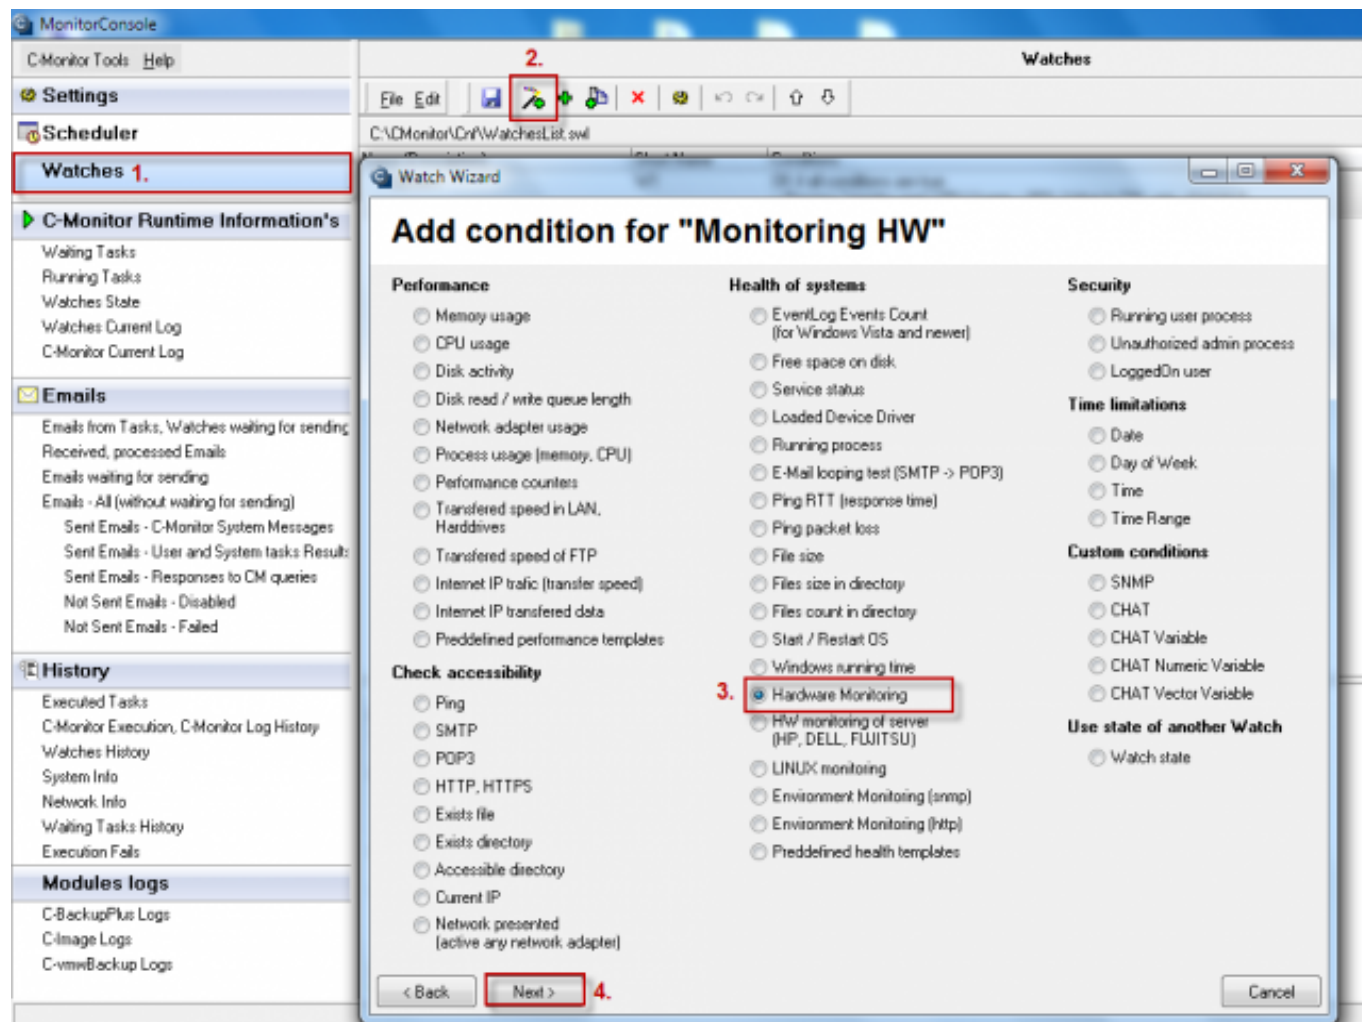 MonitorConsole
C-Monitor Tools Help
Settings
Scheduler
Watches 1.
C-Monitor Runtime Information's
Waiting Tasks
Running Tasks
Watches State
Watches Current Log
C-Monitor Current Log
Emails
Emails from Tasks, Watches waiting for sending
Received, processed Emails
Emails waiting for sending
Emails - All (without waiting for sending)
Sent Emails - C-Monitor System Messages
Sent Emails - User and System tasks Results
Sent Emails - Responses to CM queries
Not Sent Emails - Disabled
Not Sent Emails - Failed
History
Executed Tasks
C-Monitor Execution, C-Monitor Log History
Watches History
System Info
Network Info
Waiting Tasks History
Execution Fails
Modules logs
C-BackupPlus Logs
C-Image Logs
C-vmwBackup Logs
2.
Watches
File Edit
C:\CMonitor\Cnf\WatchesList.swl
Watch Wizard
Add condition for "Monitoring HW"
Performance
Memory usage
CPU usage
Disk activity
Disk read / write queue length
Network adapter usage
Process usage (memory, CPU)
Performance counters
Transfered speed in LAN,
Harddrives
Transfered speed of FTP
Internet IP trafic (transfer speed)
Internet IP transfered data
Preddefined performance templates
Check accessibility
Ping
SMTP
POP3
HTTP, HTTPS
Exists file
Exists directory
Accessible directory
Current IP
Network presented
(active any network adapter)
Health of systems
EventLog Events Count
(for Windows Vista and newer)
Free space on disk
Service status
Loaded Device Driver
Running process
E-Mail looping test (SMTP -> POP3)
Ping RTT (response time)
Ping packet loss
File size
Files size in directory
Files count in directory
Start / Restart OS
Windows running time
3. Hardware Monitoring
HW monitoring of server
(HP, DELL, FUJITSU)
LINUX monitoring
Environment Monitoring (snmp)
Environment Monitoring (http)
Preddefined health templates
Security
Running user process
Unauthorized admin process
LoggedOn user
Time limitations
Date
Day of Week
Time
Time Range
Custom conditions
SNMP
CHAT
CHAT Variable
CHAT Numeric Variable
CHAT Vector Variable
Use state of another Watch
Watch state
< Back
Next > 4.
Cancel